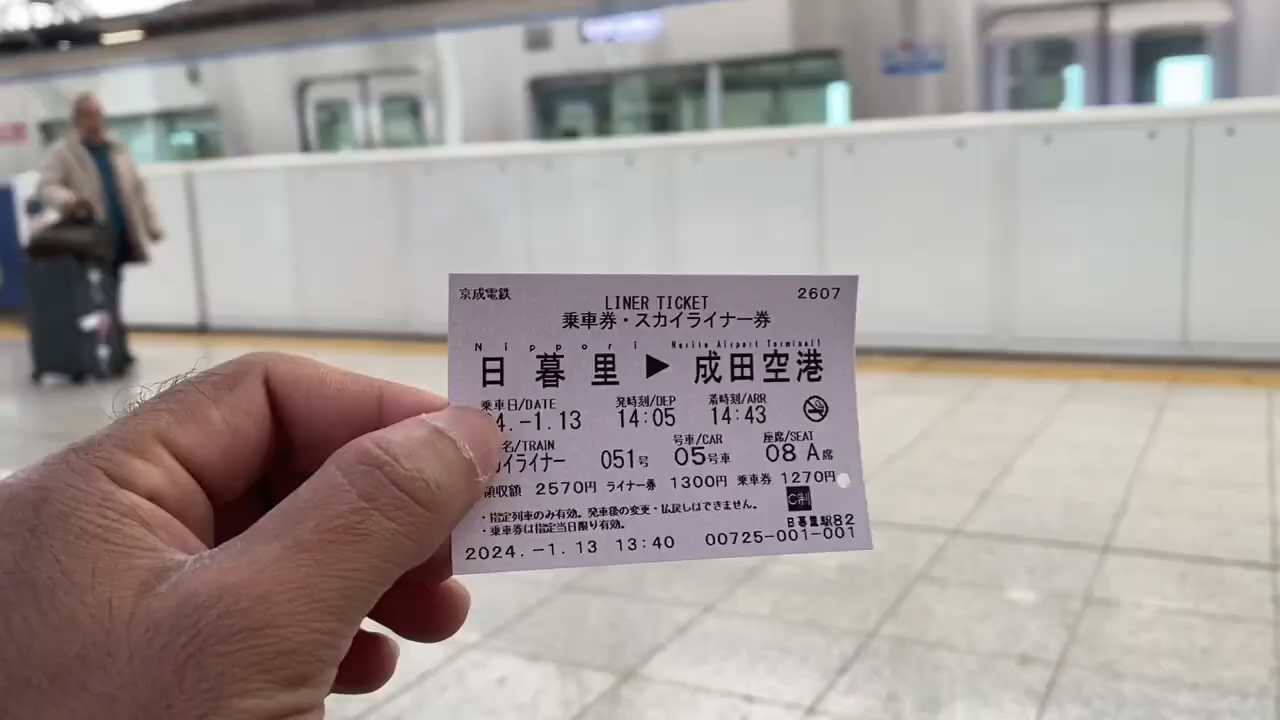 京成電鉄 LINER TICKET 2607
乗車券・スカイライナー券
Nippori Narita Airport Terminal1
日暮里 ▶ 成田空港
乗車日/DATE 発時刻/DEP 着時刻/ARR
4.-1.13 14:05 14:43
名/TRAIN 号車/CAR 座席/SEAT
イライナー 051号 05号車 08 A席
領収額 2570円 ライナー券 1300円 乗車券 1270円
C制
・指定列車のみ有効。発車後の変更・払戻しはできません。
・乗車券は指定当日限り有効。
日暮里駅82
2024.-1.13 13:40 00725-001-001